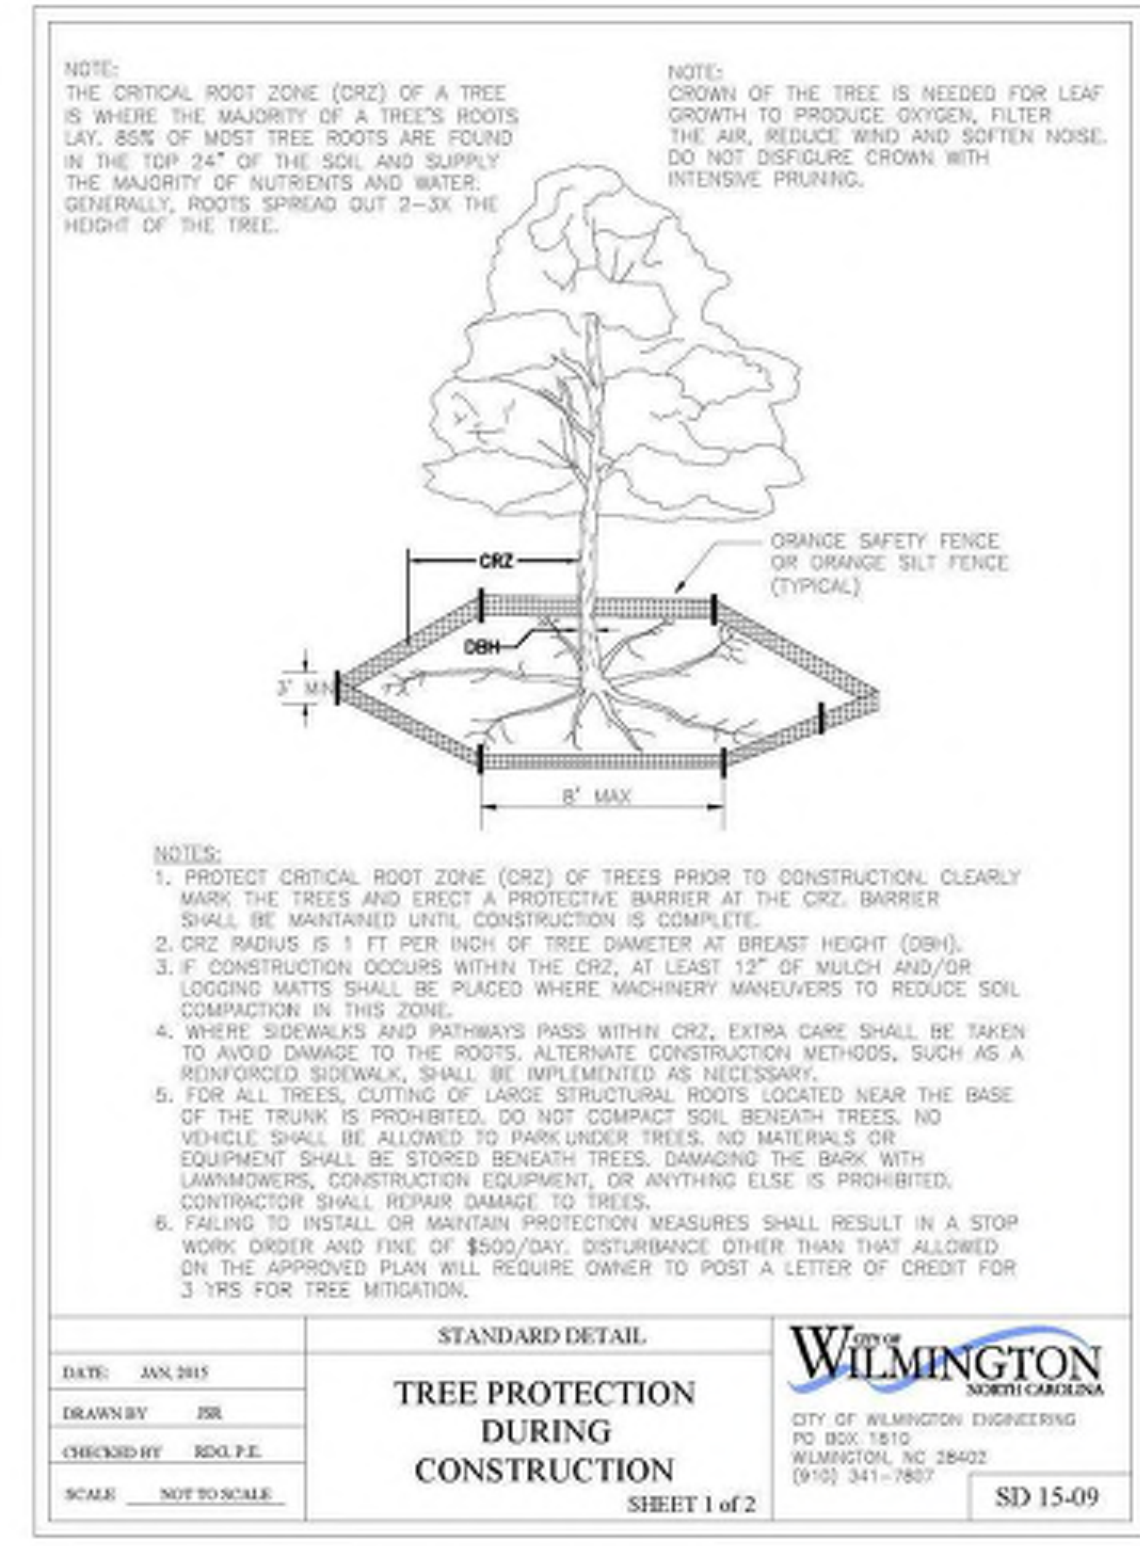 NOTE:
THE CRITICAL ROOT ZONE (CRZ) OF A TREE
IS WHERE THE MAJORITY OF A TREE'S ROOTS
LAY. 85% OF MOST TREE ROOTS ARE FOUND
IN THE TOP 24" OF THE SOIL AND SUPPLY
THE MAJORITY OF NUTRIENTS AND WATER.
GENERALLY, ROOTS SPREAD OUT 2-3X THE
HEIGHT OF THE TREE.
NOTE:
CROWN OF THE TREE IS NEEDED FOR LEAF
GROWTH TO PRODUCE OXYGEN, FILTER
THE AIR, REDUCE WIND AND SOFTEN NOISE.
DO NOT DISFIGURE CROWN WITH
INTENSIVE PRUNING.
ORANGE SAFETY FENCE
OR ORANGE SILT FENCE
(TYPICAL)
CRZ
DBH
3' MIN
8' MAX
NOTES:
1. PROTECT CRITICAL ROOT ZONE (CRZ) OF TREES PRIOR TO CONSTRUCTION. CLEARLY
MARK THE TREES AND ERECT A PROTECTIVE BARRIER AT THE CRZ. BARRIER
SHALL BE MAINTAINED UNTIL CONSTRUCTION IS COMPLETE.
2. CRZ RADIUS IS 1 FT PER INCH OF TREE DIAMETER AT BREAST HEIGHT (DBH).
3. IF CONSTRUCTION OCCURS WITHIN THE CRZ, AT LEAST 12" OF MULCH AND/OR
LOGGING MATTS SHALL BE PLACED WHERE MACHINERY MANEUVERS TO REDUCE SOIL
COMPACTION IN THIS ZONE.
4. WHERE SIDEWALKS AND PATHWAYS PASS WITHIN CRZ, EXTRA CARE SHALL BE TAKEN
TO AVOID DAMAGE TO THE ROOTS. ALTERNATE CONSTRUCTION METHODS, SUCH AS A
REINFORCED SIDEWALK, SHALL BE IMPLEMENTED AS NECESSARY.
5. FOR ALL TREES, CUTTING OF LARGE STRUCTURAL ROOTS LOCATED NEAR THE BASE
OF THE TRUNK IS PROHIBITED. DO NOT COMPACT SOIL BENEATH TREES. NO
VEHICLE SHALL BE ALLOWED TO PARK UNDER TREES. NO MATERIALS OR
EQUIPMENT SHALL BE STORED BENEATH TREES. DAMAGING THE BARK WITH
LAWNMOWERS, CONSTRUCTION EQUIPMENT, OR ANYTHING ELSE IS PROHIBITED.
CONTRACTOR SHALL REPAIR DAMAGE TO TREES.
6. FAILING TO INSTALL OR MAINTAIN PROTECTION MEASURES SHALL RESULT IN A STOP
WORK ORDER AND FINE OF $500/DAY. DISTURBANCE OTHER THAN THAT ALLOWED
ON THE APPROVED PLAN WILL REQUIRE OWNER TO POST A LETTER OF CREDIT FOR
3 YRS FOR TREE MITIGATION.
DATE: JAN, 2015
DRAWN BY JSR
CHECKED BY RDG, P.E.
SCALE NOT TO SCALE
STANDARD DETAIL
TREE PROTECTION
DURING
CONSTRUCTION
SHEET 1 of 2
CITY OF
WILMINGTON
NORTH CAROLINA
CITY OF WILMINGTON ENGINEERING
PO BOX 1810
WILMINGTON, NC 28402
(910) 341-7807
SD 15-09